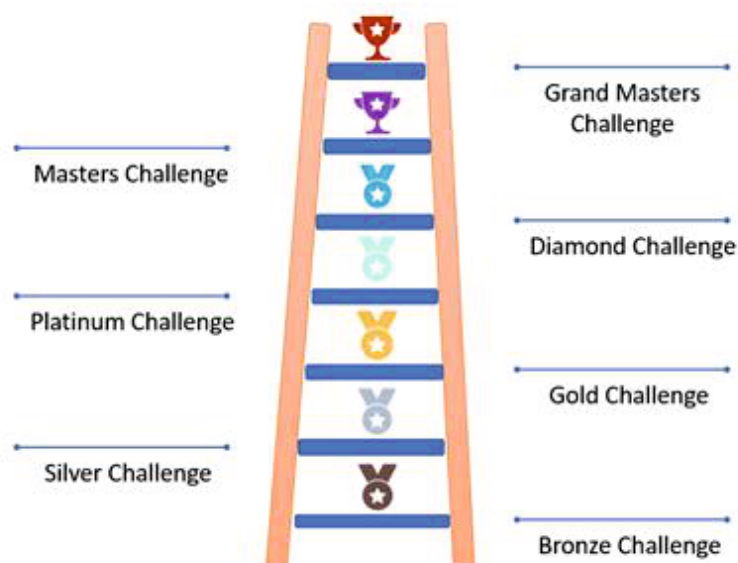 Grand Masters
Challenge
Masters Challenge
Diamond Challenge
Platinum Challenge
Gold Challenge
Silver Challenge
Bronze Challenge